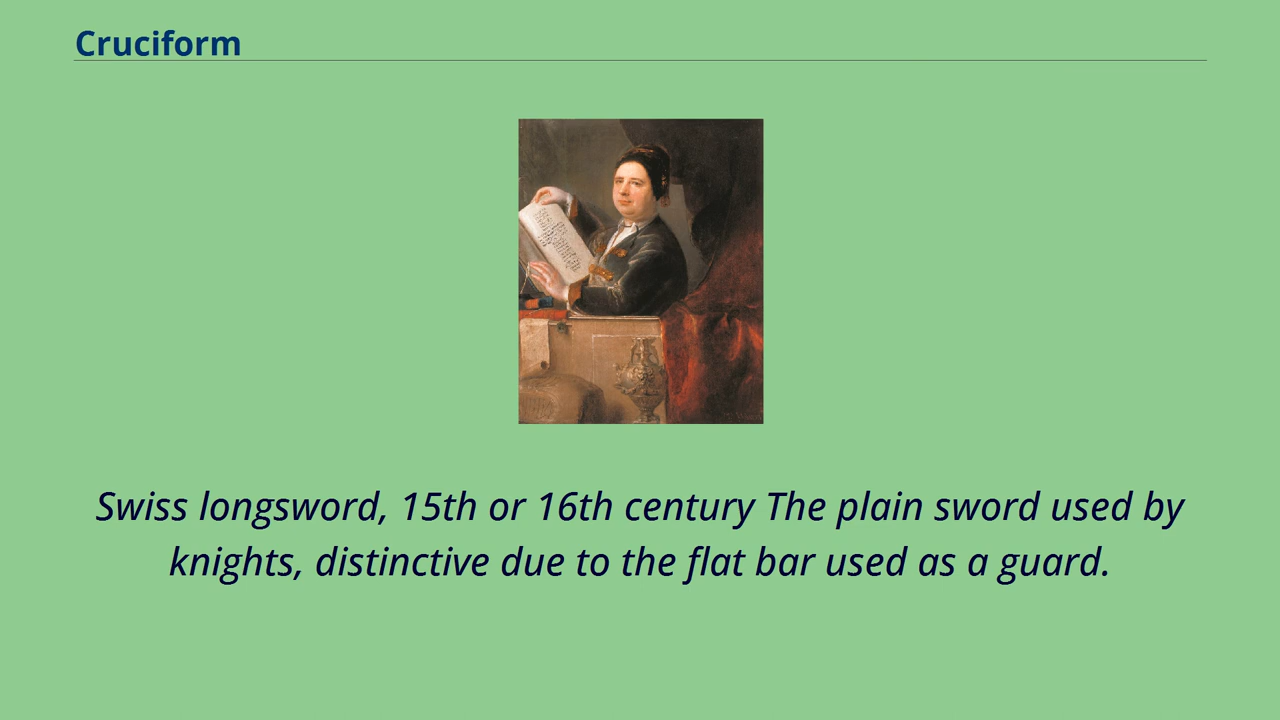 Cruciform
Swiss longsword, 15th or 16th century The plain sword used by
knights, distinctive due to the flat bar used as a guard.